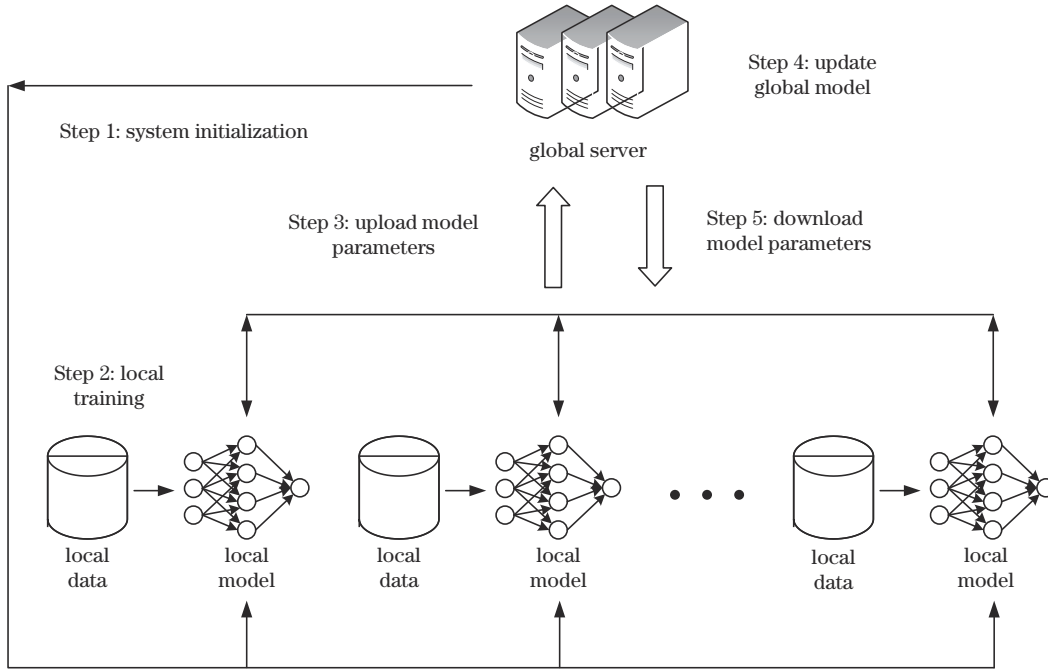 Step 4: update
global model
Step 1: system initialization
global server
Step 3: upload model
parameters
Step 5: download
model parameters
Step 2: local
training
local
data
local
model
local
data
local
model
local
data
local
model